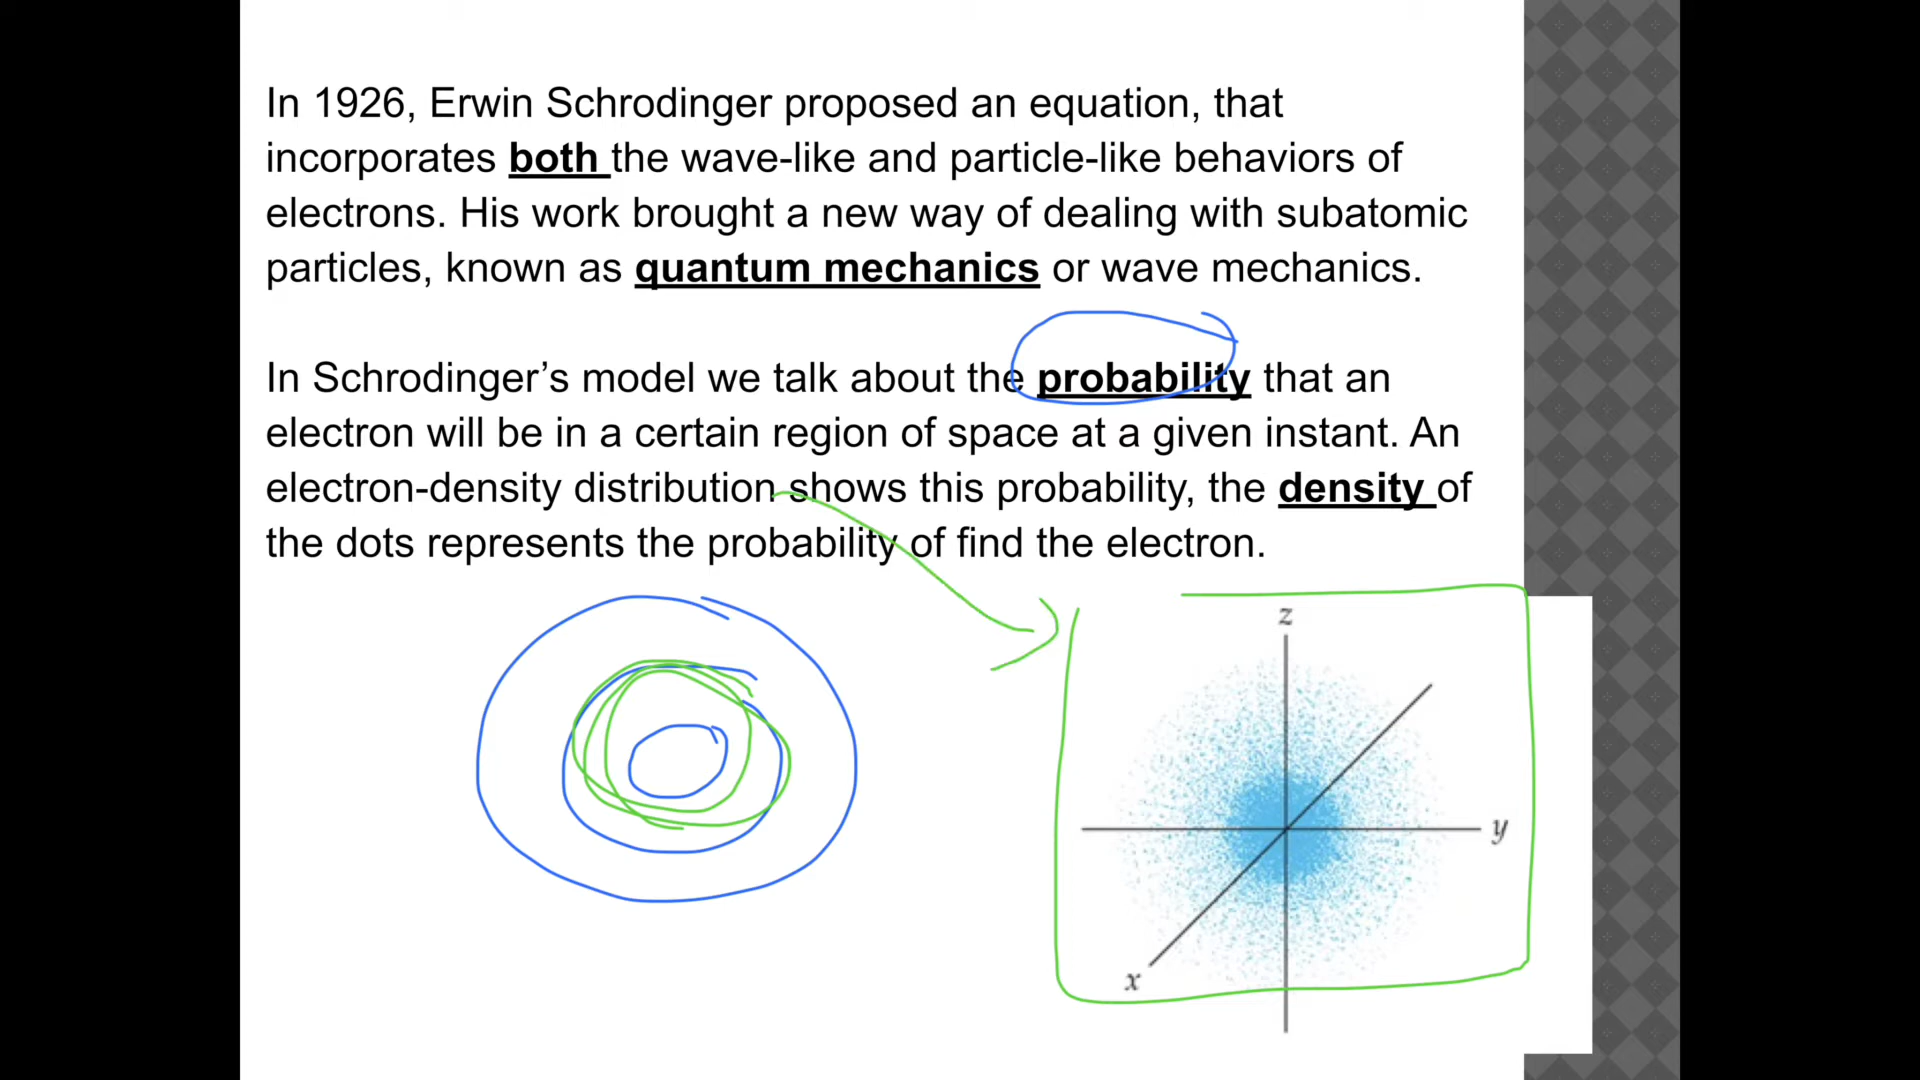 In 1926, Erwin Schrodinger proposed an equation, that
incorporates both the wave-like and particle-like behaviors of
electrons. His work brought a new way of dealing with subatomic
particles, known as quantum mechanics or wave mechanics.
In Schrodinger’s model we talk about the probability that an
electron will be in a certain region of space at a given instant. An
electron-density distribution shows this probability, the density of
the dots represents the probability of find the electron.
z
y
x